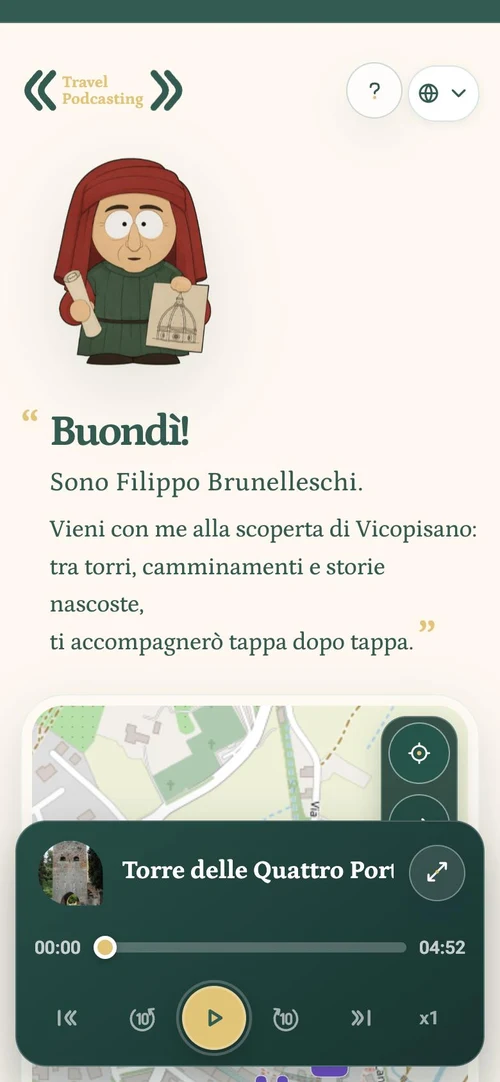 Travel
Podcasting
?
“ Buondì!
Sono Filippo Brunelleschi.
Vieni con me alla scoperta di Vicopisano:
tra torri, camminamenti e storie
nascoste,
ti accompagnerò tappa dopo tappa. ”
Via
Torre delle Quattro Port
00:00
04:52
10
10
x1